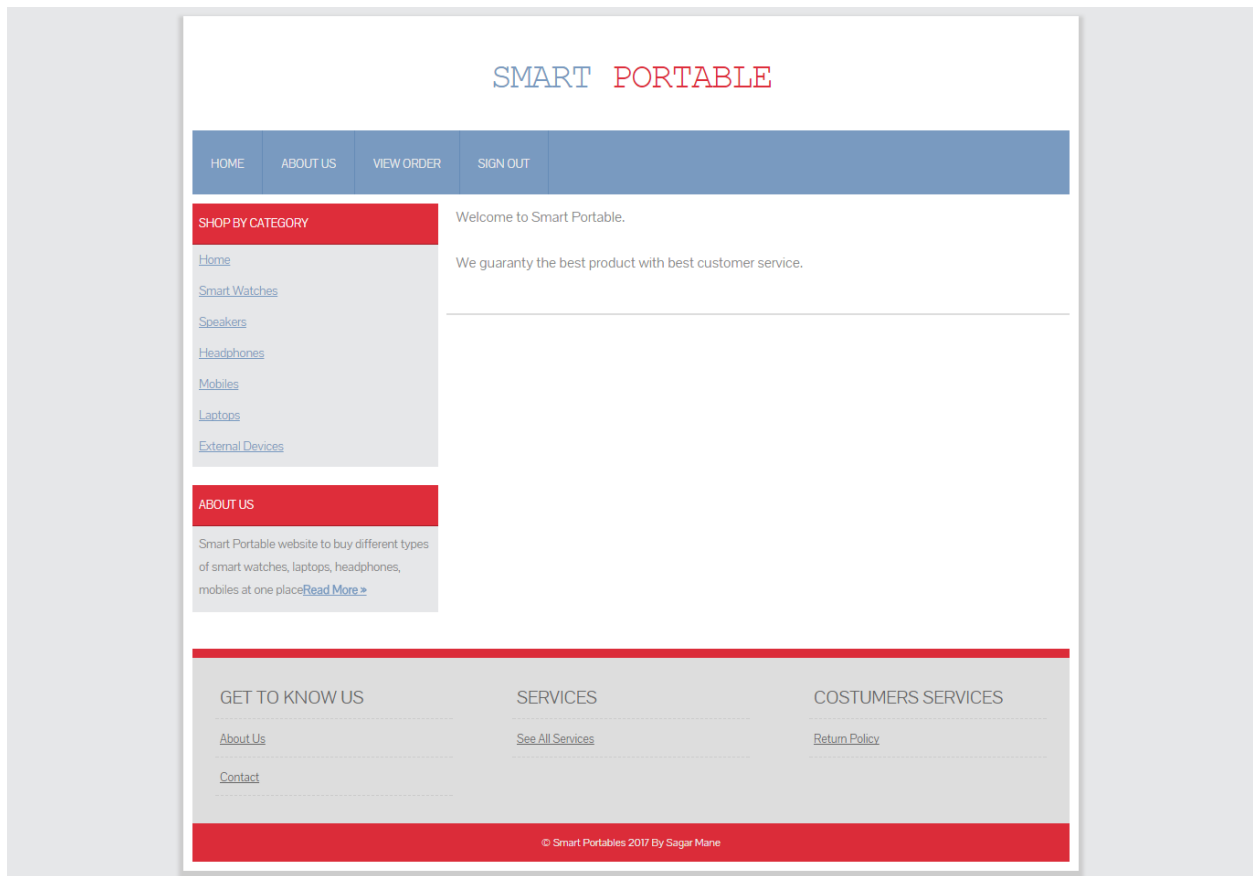 SMART PORTABLE
HOME ABOUT US VIEW ORDER SIGN OUT
SHOP BY CATEGORY
Home
Smart Watches
Speakers
Headphones
Mobiles
Laptops
External Devices
Welcome to Smart Portable.
We guaranty the best product with best customer service.
ABOUT US
Smart Portable website to buy different types
of smart watches, laptops, headphones,
mobiles at one placeRead More »
GET TO KNOW US
About Us
Contact
SERVICES
See All Services
COSTUMERS SERVICES
Return Policy
© Smart Portables 2017 By Sagar Mane